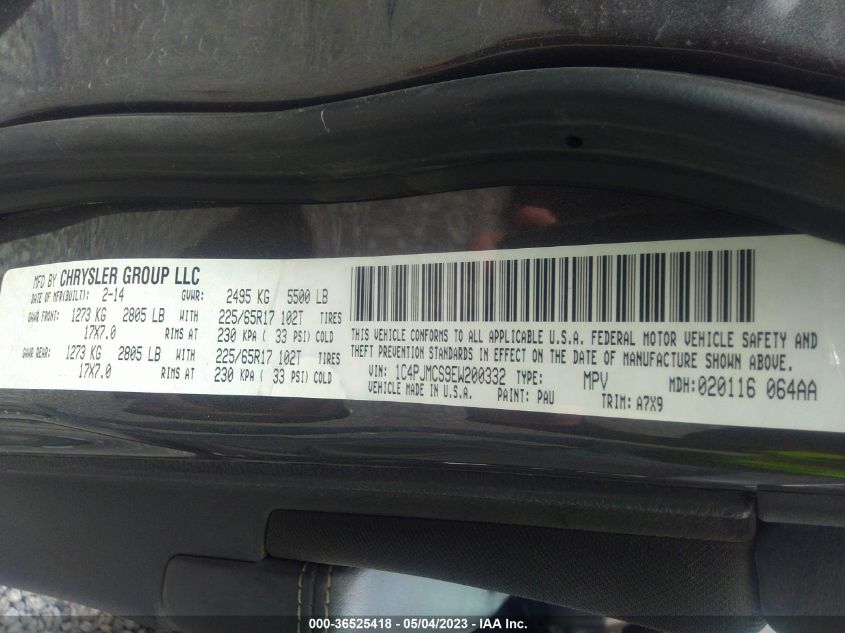 MFD BY CHRYSLER GROUP LLC
DATE OF MFR(BUILT): 2-14 GVWR: 2495 KG 5500 LB
GAWR FRONT: 1273 KG 2805 LB WITH 225/65R17 102T TIRES
17X7.0 RIMS AT 230 KPA ( 33 PSI) COLD
GAWR REAR: 1273 KG 2805 LB WITH 225/65R17 102T TIRES
17X7.0 RIMS AT 230 KPA ( 33 PSI) COLD
THIS VEHICLE CONFORMS TO ALL APPLICABLE U.S.A. FEDERAL MOTOR VEHICLE SAFETY AND
THEFT PREVENTION STANDARDS IN EFFECT ON THE DATE OF MANUFACTURE SHOWN ABOVE.
VIN: 1C4PJMCS9EW200332 TYPE: MPV MDH:020116 064AA
VEHICLE MADE IN U.S.A. PAINT: PAU TRIM: A7X9
000-36525418 - 05/04/2023 - IAA Inc.